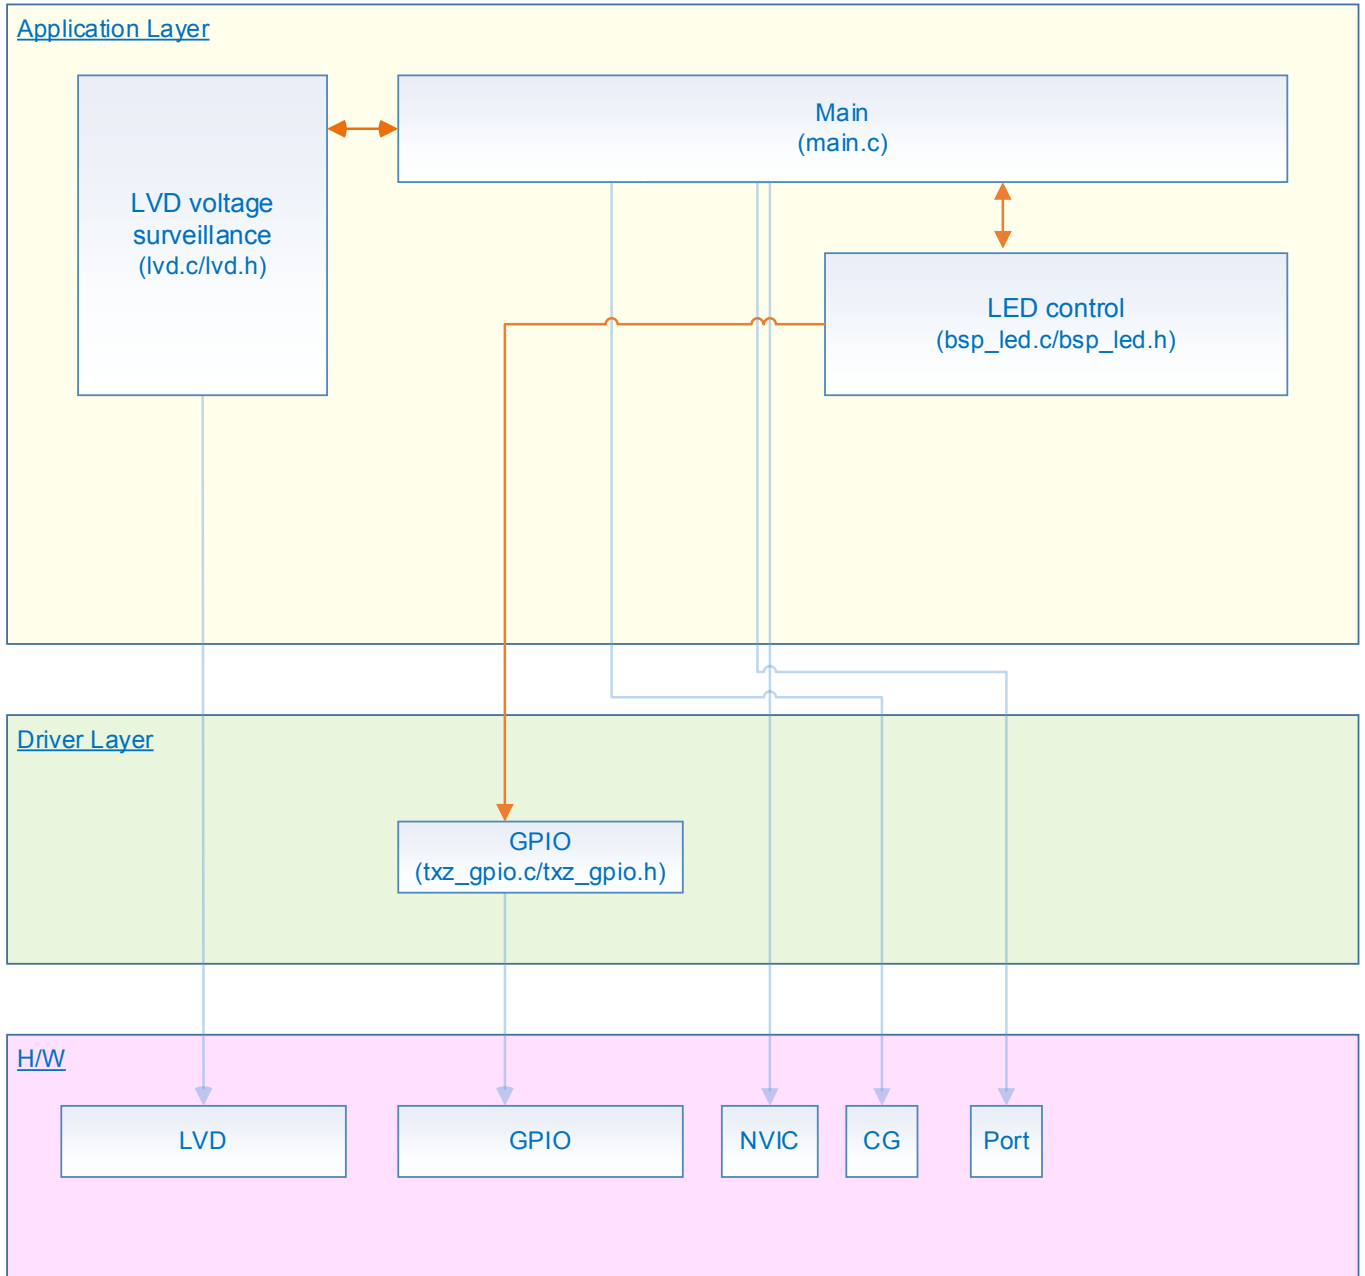 Application Layer
Main
(main.c)
LVD voltage
surveillance
(lvd.c/lvd.h)
LED control
(bsp_led.c/bsp_led.h)
Driver Layer
GPIO
(txz_gpio.c/txz_gpio.h)
H/W
LVD
GPIO
NVIC
CG
Port